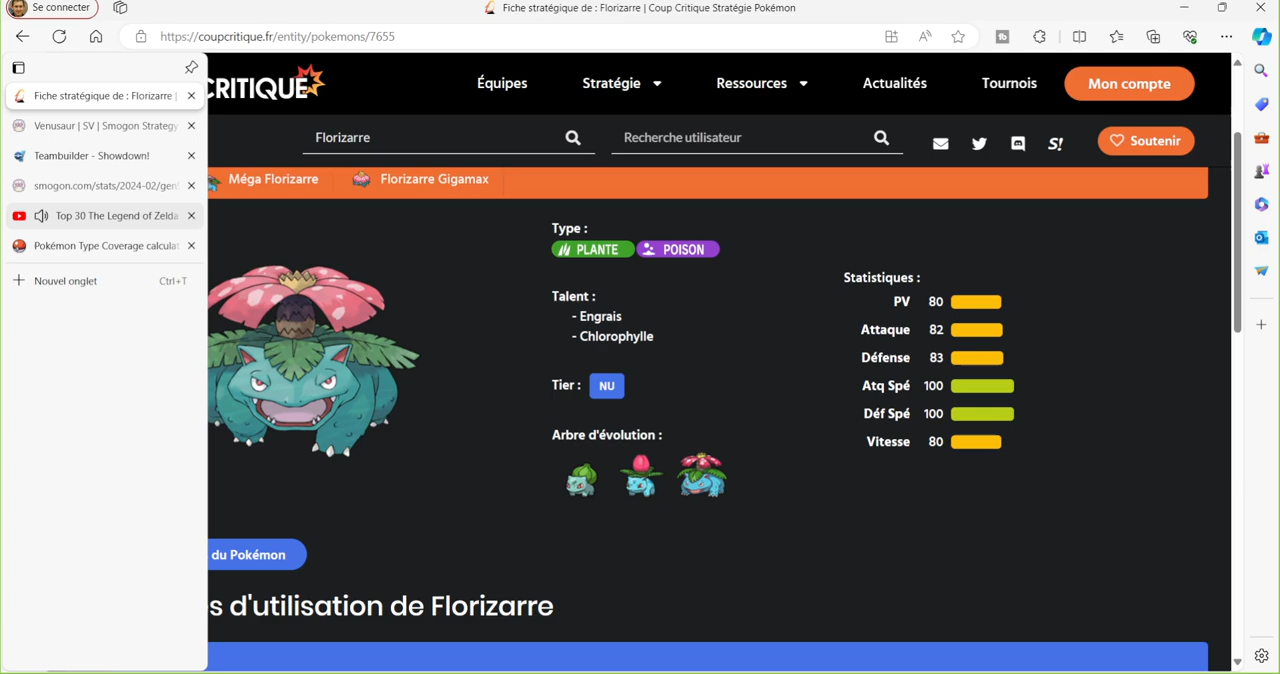 Se connecter
Fiche stratégique de : Florizarre | Coup Critique Stratégie Pokémon
https://coupcritique.fr/entity/pokemons/7655
Fiche stratégique de : Florizarre |
Venusaur | SV | Smogon Strategy
Teambuilder - Showdown!
smogon.com/stats/2024-02/gen
Top 30 The Legend of Zelda
Pokémon Type Coverage calculat
Nouvel onglet Ctrl+T
CRITIQUE
Équipes Stratégie Ressources Actualités Tournois Mon compte
Florizarre Recherche utilisateur S! Soutenir
Méga Florizarre Florizarre Gigamax
Type :
PLANTE POISON
Talent :
- Engrais
- Chlorophylle
Tier : NU
Arbre d'évolution :
Statistiques :
PV 80
Attaque 82
Défense 83
Atq Spé 100
Déf Spé 100
Vitesse 80
du Pokémon
s d'utilisation de Florizarre